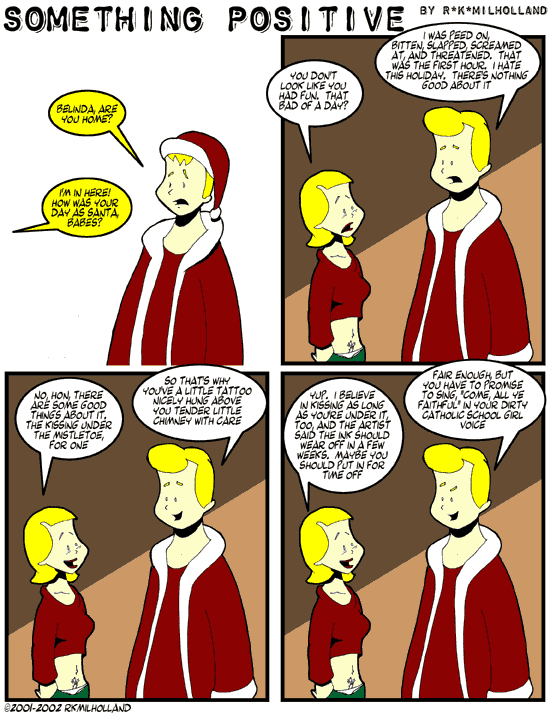 SOMETHING POSITIVE BY R*K*MILHOLLAND
BELINDA, ARE
YOU HOME?
I'M IN HERE!
HOW WAS YOUR
DAY AS SANTA,
BABES?
YOU DON'T
LOOK LIKE YOU
HAD FUN. THAT
BAD OF A DAY?
I WAS PEED ON,
BITTEN, SLAPPED, SCREAMED
AT, AND THREATENED. THAT
WAS THE FIRST HOUR. I HATE
THIS HOLIDAY. THERE'S NOTHING
GOOD ABOUT IT
NO, HON, THERE
ARE SOME GOOD
THINGS ABOUT IT.
THE KISSING UNDER
THE MISTLETOE,
FOR ONE
SO THAT'S WHY
YOU'VE A LITTLE TATTOO
NICELY HUNG ABOVE
YOU TENDER LITTLE
CHIMNEY WITH CARE
YUP. I BELIEVE
IN KISSING AS LONG
AS YOU'RE UNDER IT,
TOO, AND THE ARTIST
SAID THE INK SHOULD
WEAR OFF IN A FEW
WEEKS. MAYBE YOU
SHOULD PUT IN FOR
TIME OFF
FAIR ENOUGH, BUT
YOU HAVE TO PROMISE
TO SING, "COME, ALL YE
FAITHFUL" IN YOUR DIRTY
CATHOLIC SCHOOL GIRL
VOICE
©2001-2002 RKMILHOLLAND